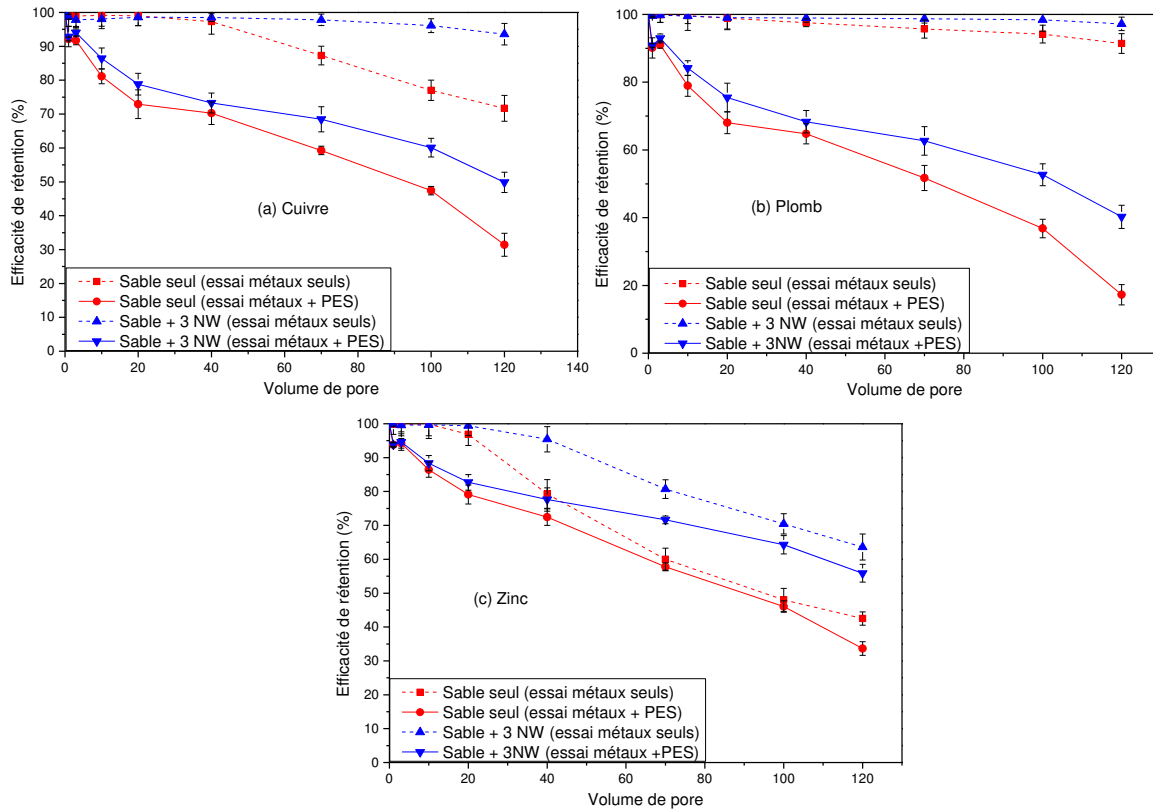 Efficacité de rétention (%)
100
90
80
70
60
50
40
30
20
10
0
(a) Cuivre
Sable seul (essai métaux seuls)
Sable seul (essai métaux + PES)
Sable + 3 NW (essai métaux seuls)
Sable + 3 NW (essai métaux + PES)
0 20 40 60 80 100 120 140
Volume de pore
Efficacité de rétention (%)
100
80
60
40
20
0
(b) Plomb
Sable seul (essai métaux seuls)
Sable seul (essai métaux + PES)
Sable + 3 NW (essai métaux seuls)
Sable + 3NW (essai métaux +PES)
0 20 40 60 80 100 120
Volume de pore
Efficacité de rétention (%)
100
90
80
70
60
50
40
30
20
10
0
(c) Zinc
Sable seul (essai métaux seuls)
Sable seul (essai métaux + PES)
Sable + 3 NW (essai métaux seuls)
Sable + 3NW (essai métaux +PES)
0 20 40 60 80 100 120
Volume de pore